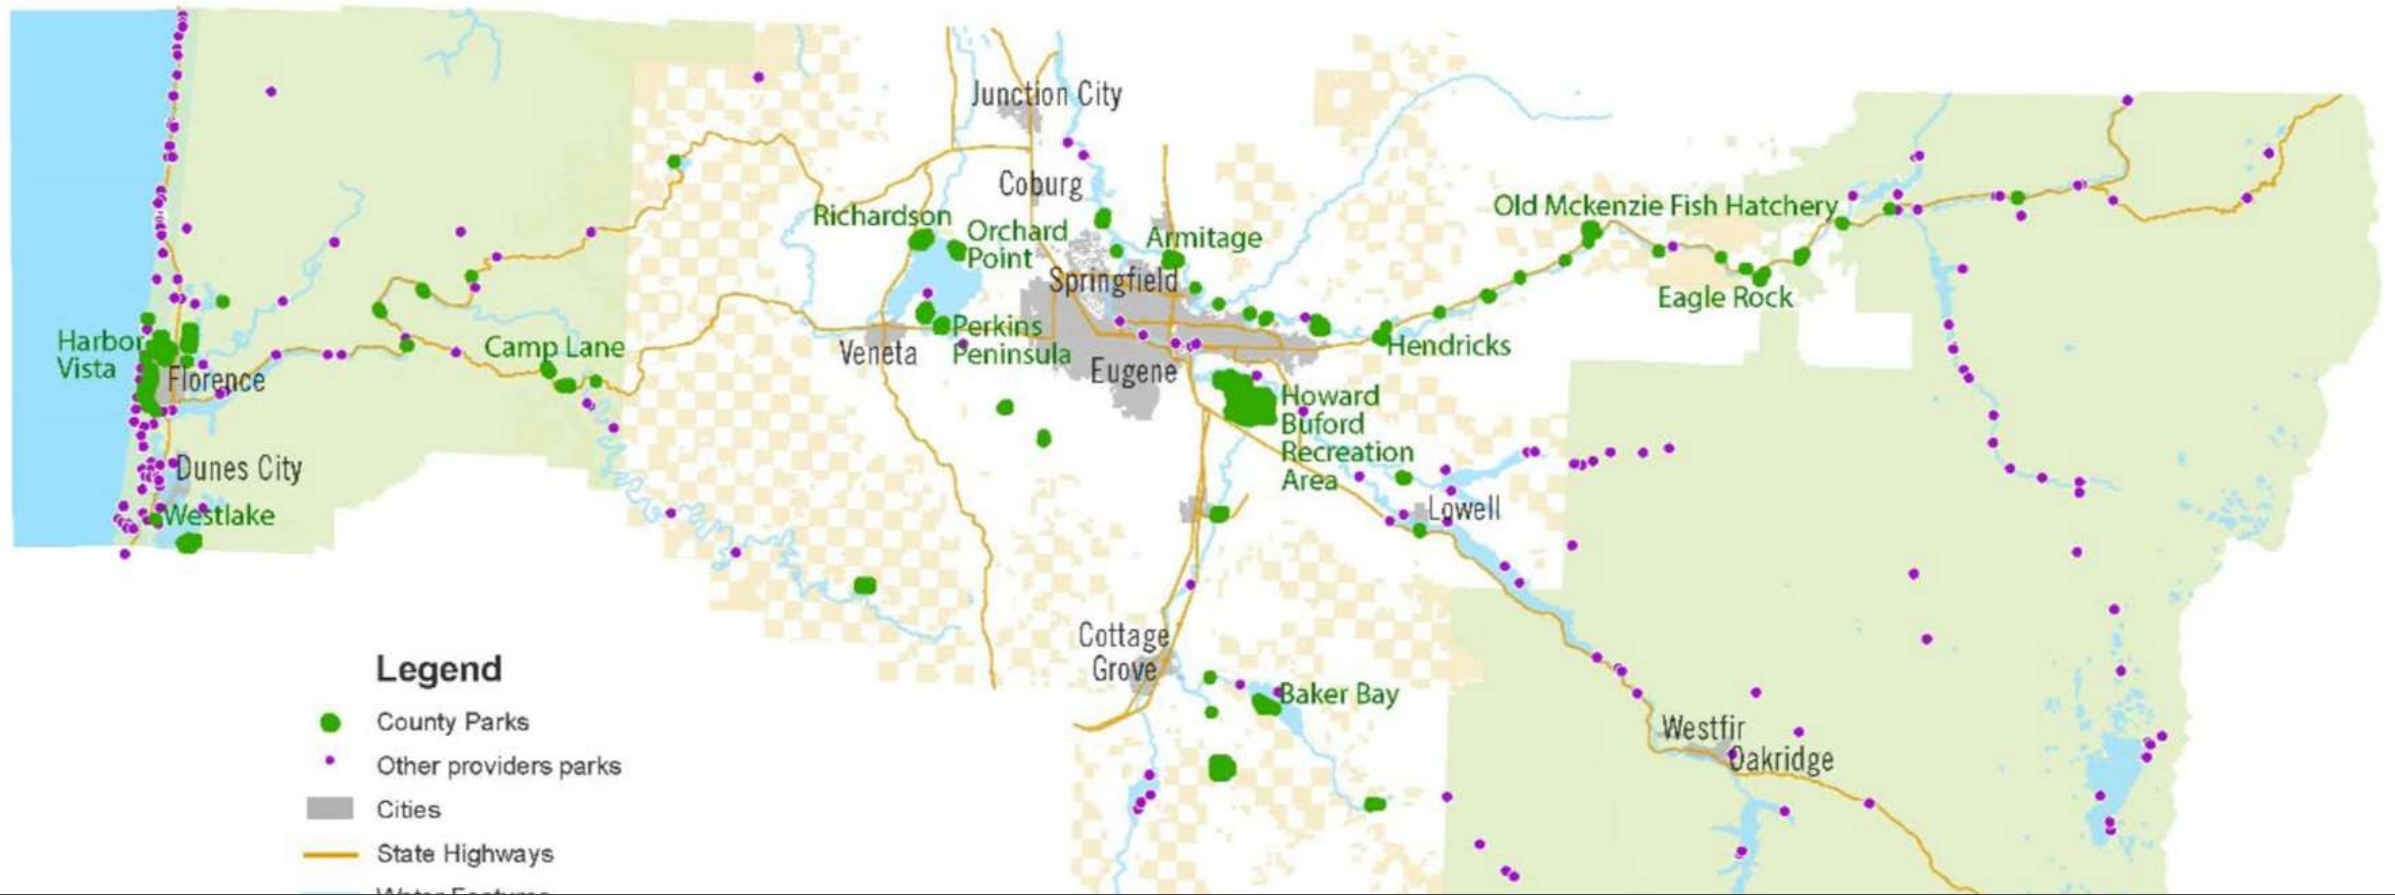 Junction City
Coburg
Richardson
Orchard
Point
Armitage
Springfield
Old Mckenzie Fish Hatchery
Eagle Rock
Harbor
Vista
Florence
Camp Lane
Veneta
Perkins
Peninsula
Eugene
Hendricks
Howard
Buford
Recreation
Area
Dunes City
Westlake
Lowell
Cottage
Grove
Baker Bay
Westfir
Oakridge
Legend
County Parks
Other providers parks
Cities
State Highways
Water Features